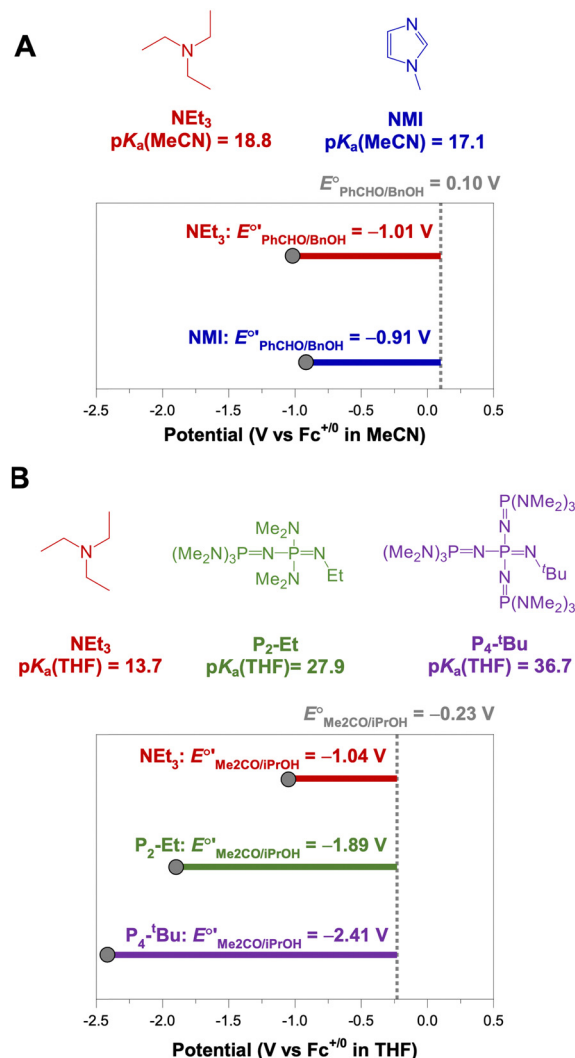 A
N
N
N
NEt₃
pKₐ(MeCN) = 18.8
NMI
pKₐ(MeCN) = 17.1
E°PhCHO/BnOH = 0.10 V
NEt₃: E°'PhCHO/BnOH = −1.01 V
NMI: E°'PhCHO/BnOH = −0.91 V
-2.5 -2.0 -1.5 -1.0 -0.5 0.0 0.5
Potential (V vs Fc⁺/⁰ in MeCN)
B
N
Me₂N
(Me₂N)₃P=N–P=N
Me₂N Et
P(NMe₂)₃
N
(Me₂N)₃P=N–P=N
N ᵗBu
P(NMe₂)₃
NEt₃
pKₐ(THF) = 13.7
P₂-Et
pKₐ(THF)= 27.9
P₄-ᵗBu
pKₐ(THF) = 36.7
E°Me2CO/iPrOH = −0.23 V
NEt₃: E°'Me2CO/iPrOH = −1.04 V
P₂-Et: E°'Me2CO/iPrOH = −1.89 V
P₄-ᵗBu: E°'Me2CO/iPrOH = −2.41 V
-2.5 -2.0 -1.5 -1.0 -0.5 0.0 0.5
Potential (V vs Fc⁺/⁰ in THF)